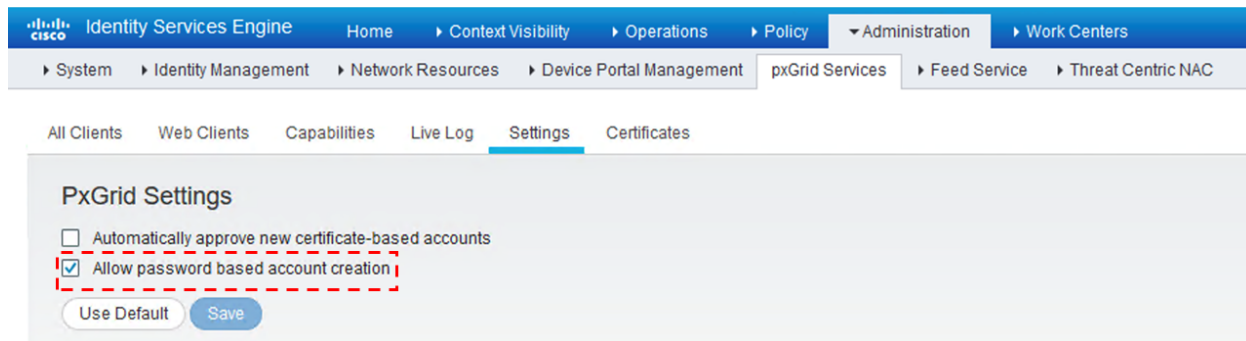 cisco Identity Services Engine Home Context Visibility Operations Policy Administration Work Centers
System Identity Management Network Resources Device Portal Management pxGrid Services Feed Service Threat Centric NAC
All Clients Web Clients Capabilities Live Log Settings Certificates
PxGrid Settings
Automatically approve new certificate-based accounts
Allow password based account creation
Use Default Save